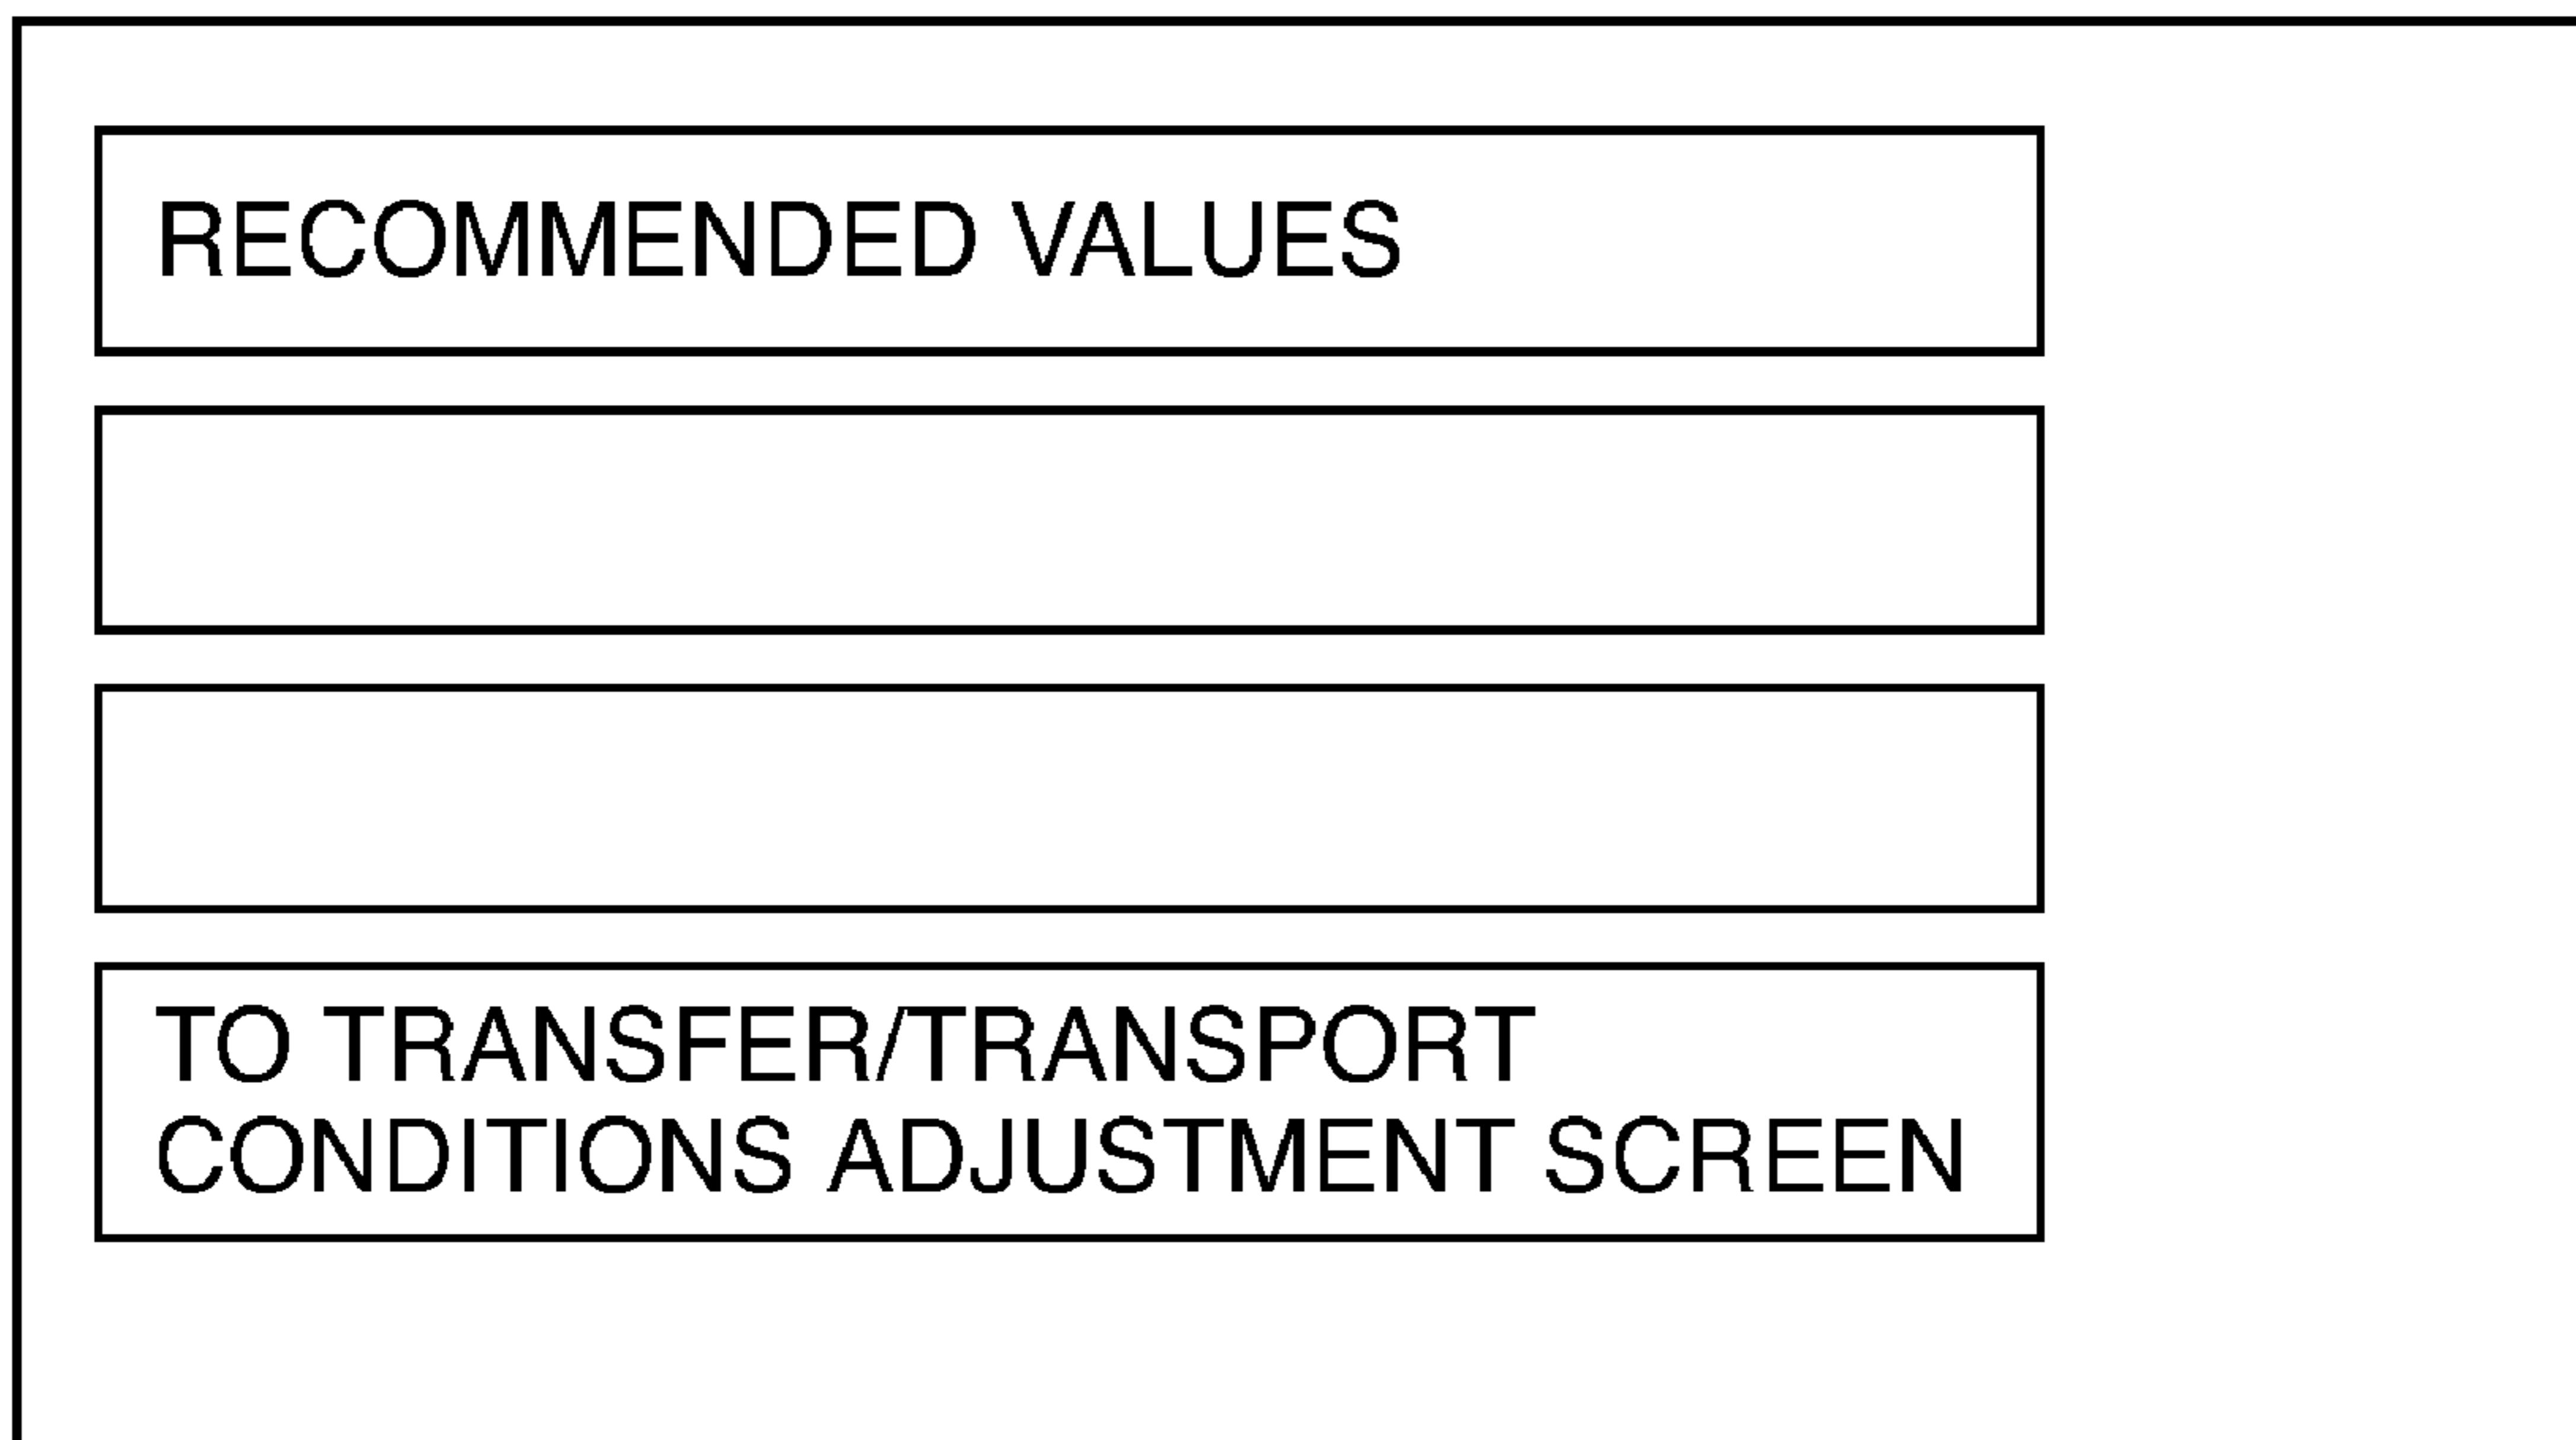 RECOMMENDED VALUES
TO TRANSFER/TRANSPORT
CONDITIONS ADJUSTMENT SCREEN